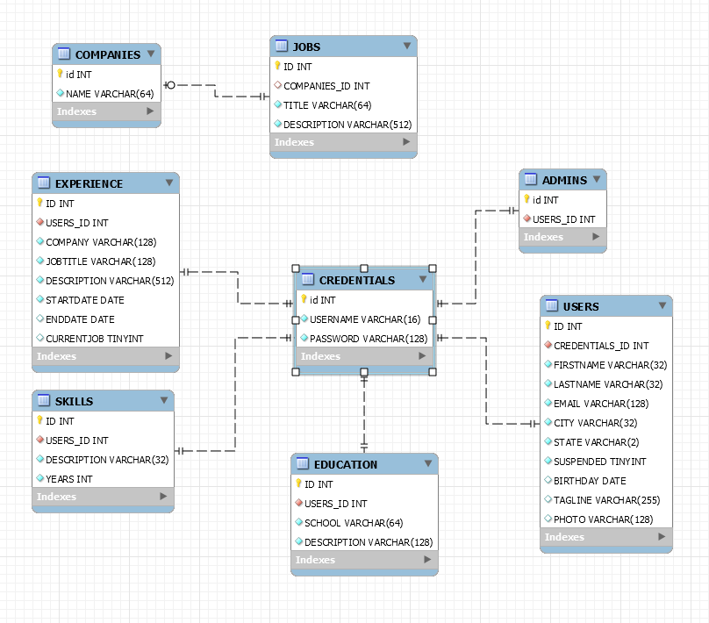 COMPANIES
id INT
NAME VARCHAR(64)
Indexes
JOBS
ID INT
COMPANIES_ID INT
TITLE VARCHAR(64)
DESCRIPTION VARCHAR(512)
Indexes
EXPERIENCE
ID INT
USERS_ID INT
COMPANY VARCHAR(128)
JOBTITLE VARCHAR(128)
DESCRIPTION VARCHAR(512)
STARTDATE DATE
ENDDATE DATE
CURRENTJOB TINYINT
Indexes
ADMINS
id INT
USERS_ID INT
Indexes
CREDENTIALS
id INT
USERNAME VARCHAR(16)
PASSWORD VARCHAR(128)
Indexes
USERS
ID INT
CREDENTIALS_ID INT
FIRSTNAME VARCHAR(32)
LASTNAME VARCHAR(32)
EMAIL VARCHAR(128)
CITY VARCHAR(32)
STATE VARCHAR(2)
SUSPENDED TINYINT
BIRTHDAY DATE
TAGLINE VARCHAR(255)
PHOTO VARCHAR(128)
Indexes
SKILLS
ID INT
USERS_ID INT
DESCRIPTION VARCHAR(32)
YEARS INT
Indexes
EDUCATION
ID INT
USERS_ID INT
SCHOOL VARCHAR(64)
DESCRIPTION VARCHAR(128)
Indexes